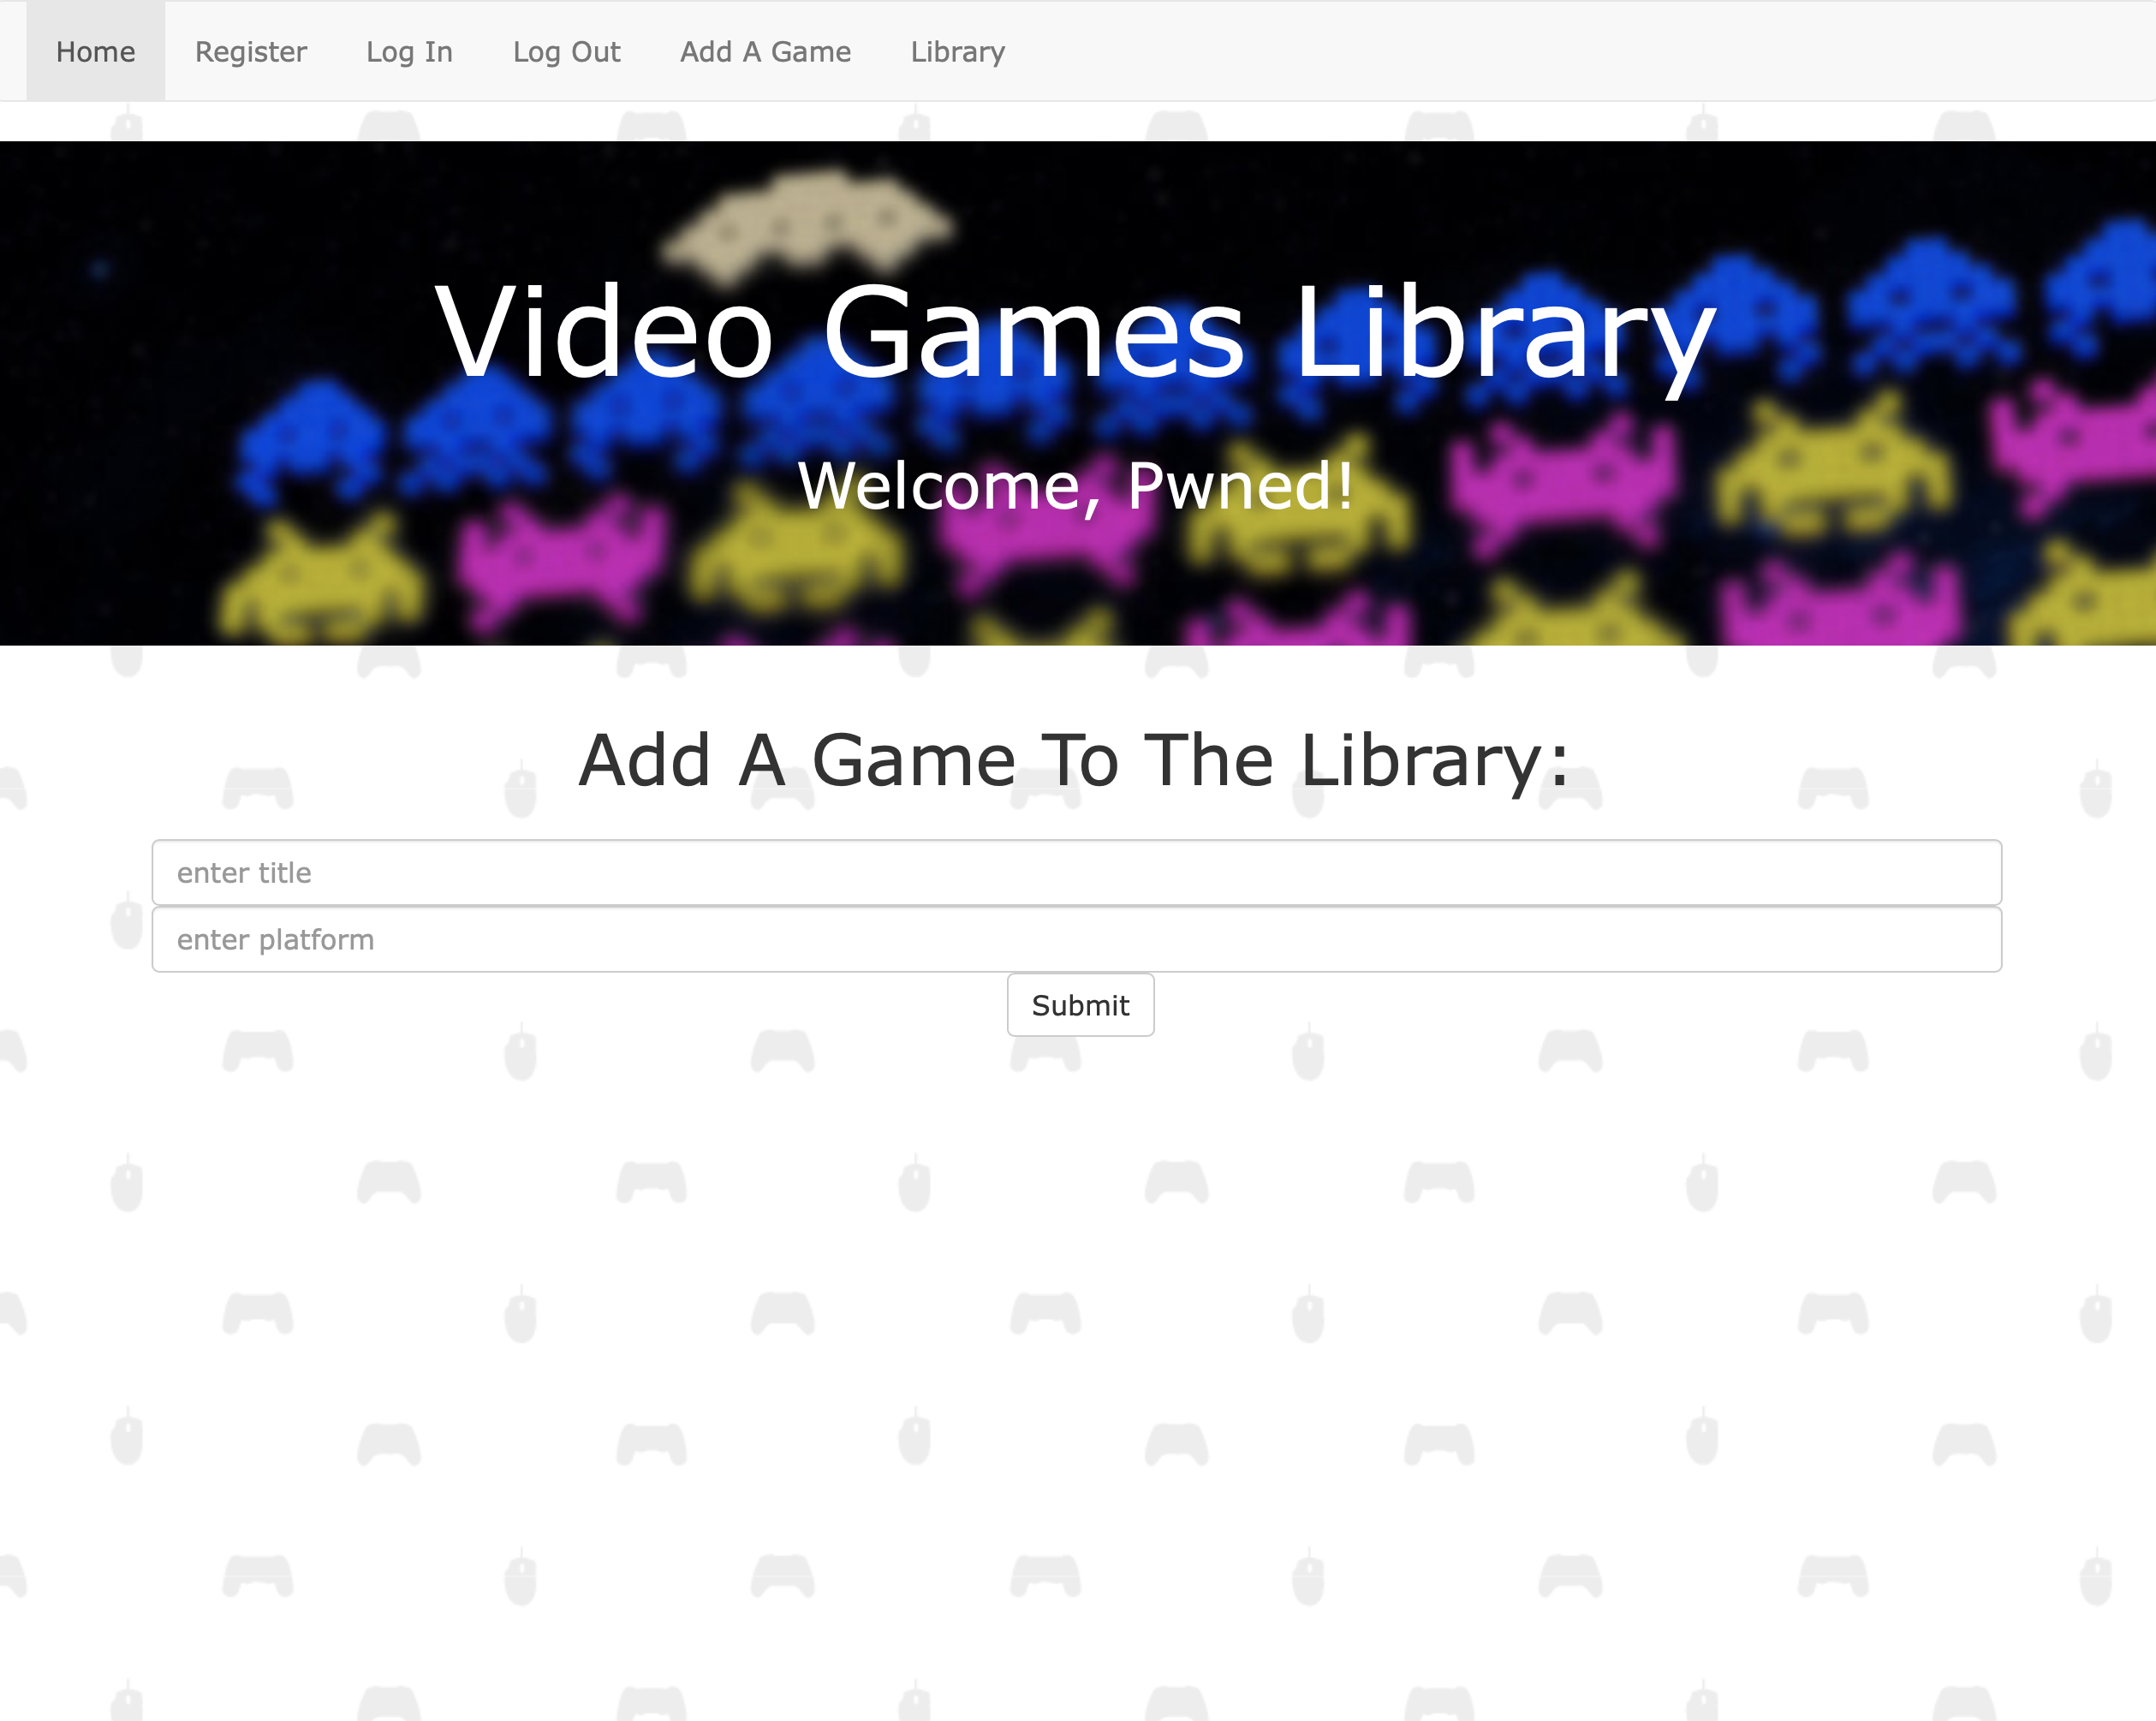 Home Register Log In Log Out Add A Game Library
Video Games Library
Welcome, Pwned!
Add A Game To The Library:
enter title
enter platform
Submit